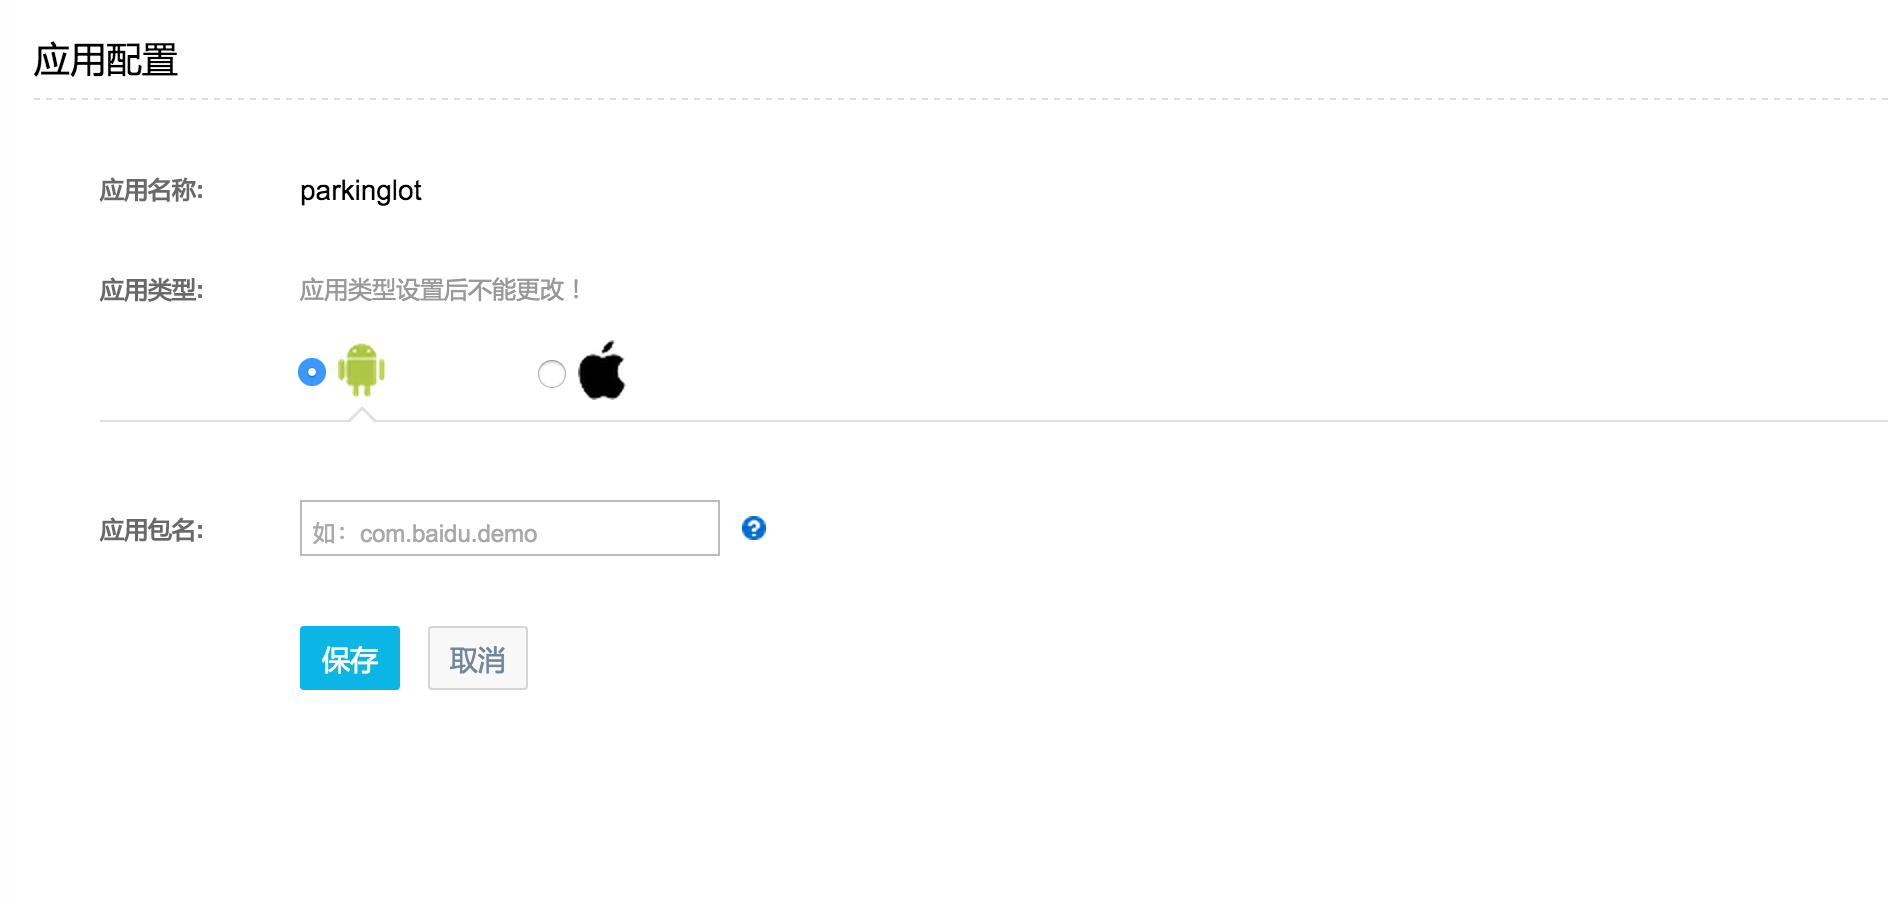 应用配置
应用名称: parkinglot
应用类型: 应用类型设置后不能更改！
应用包名: 如：com.baidu.demo
保存 取消